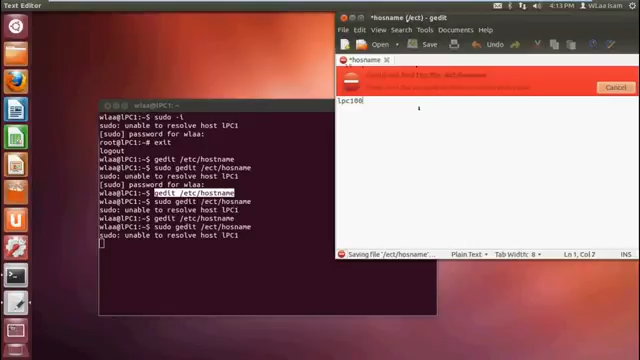 Text Editor
4:13 PM
WLaa Isam
*hosname (/ect) - gedit
File Edit View Search Tools Documents Help
Open Save Undo
*hosname
Cancel
lpc100
wlaa@lPC1: ~
wlaa@lPC1:~$ sudo -i
sudo: unable to resolve host lPC1
[sudo] password for wlaa:
root@lPC1:~# exit
logout
wlaa@lPC1:~$ gedit /etc/hostname
wlaa@lPC1:~$ sudo gedit /ect/hosname
sudo: unable to resolve host lPC1
[sudo] password for wlaa:
wlaa@lPC1:~$ gedit /etc/hostname
wlaa@lPC1:~$ sudo gedit /ect/hosname
sudo: unable to resolve host lPC1
wlaa@lPC1:~$ gedit /etc/hostname
wlaa@lPC1:~$ sudo gedit /ect/hosname
sudo: unable to resolve host lPC1
Saving file '/ect/hosname'... Plain Text Tab Width: 8 Ln 1, Col 7 INS